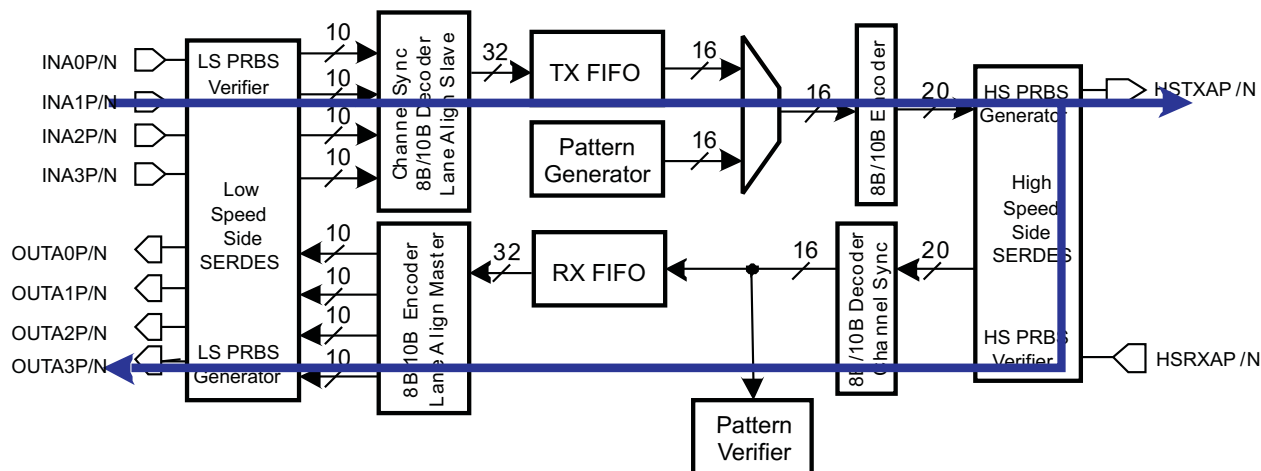 INA0P/N
INA1P/N
INA2P/N
INA3P/N
OUTA0P/N
OUTA1P/N
OUTA2P/N
OUTA3P/N
LS PRBS
Verifier
Low
Speed
Side
SERDES
LS PRBS
Generator
10
10
10
10
Channel Sync
8B/10B Decoder
Lane Align Slave
32
TX FIFO
16
Pattern
Generator
16
16
8B/10B Encoder
20
HS PRBS
Generator
High
Speed
Side
SERDES
HS PRBS
Verifier
HSTXAP/N
HSRXAP/N
10
10
10
10
8B/10B Encoder
Lane Align Master
32
RX FIFO
16
8B/10B Decoder
Channel Sync
20
Pattern
Verifier